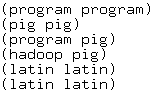 (program program)
(pig pig)
(program pig)
(hadoop pig)
(latin latin)
(latin latin)